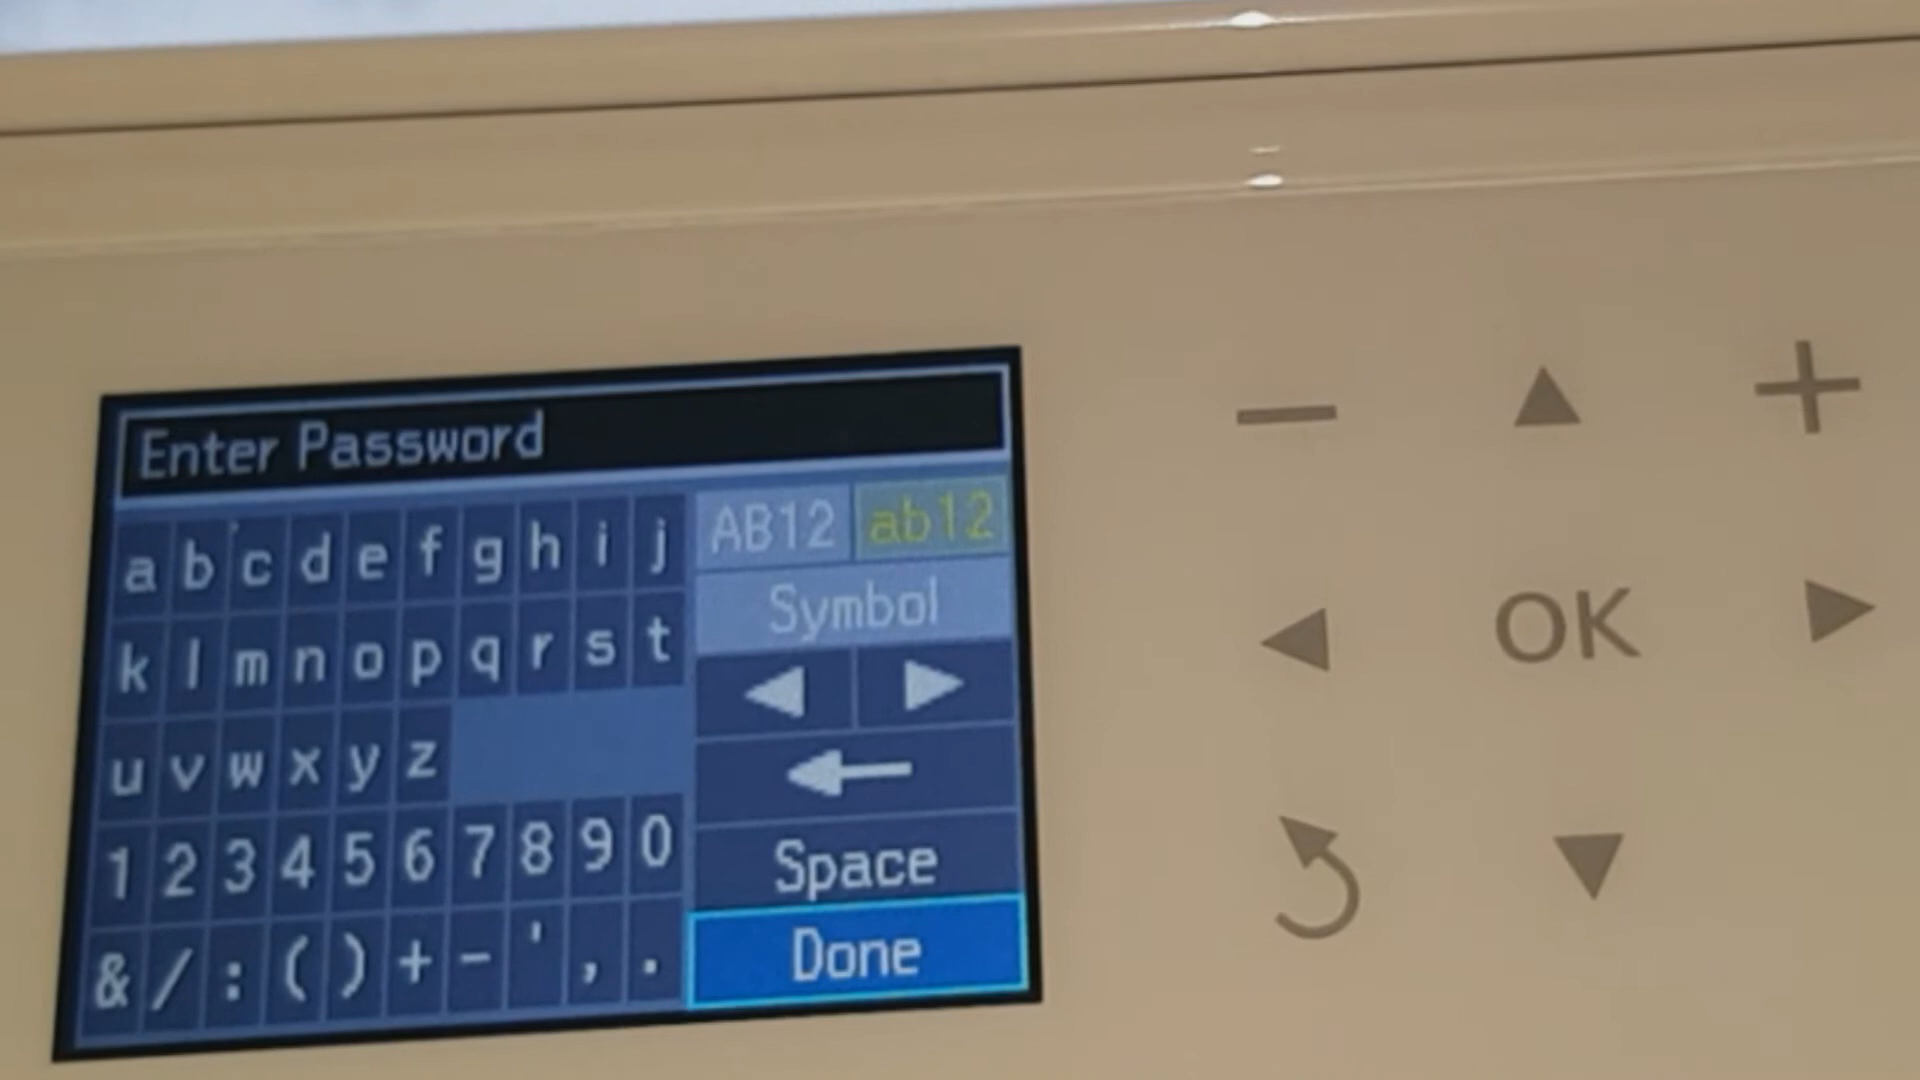 Enter Password
a b c d e f g h i j
AB12 ab12
k l m n o p q r s t
Symbol
u v w x y z
1 2 3 4 5 6 7 8 9 0
Space
& / : ( ) + - ' , .
Done
OK